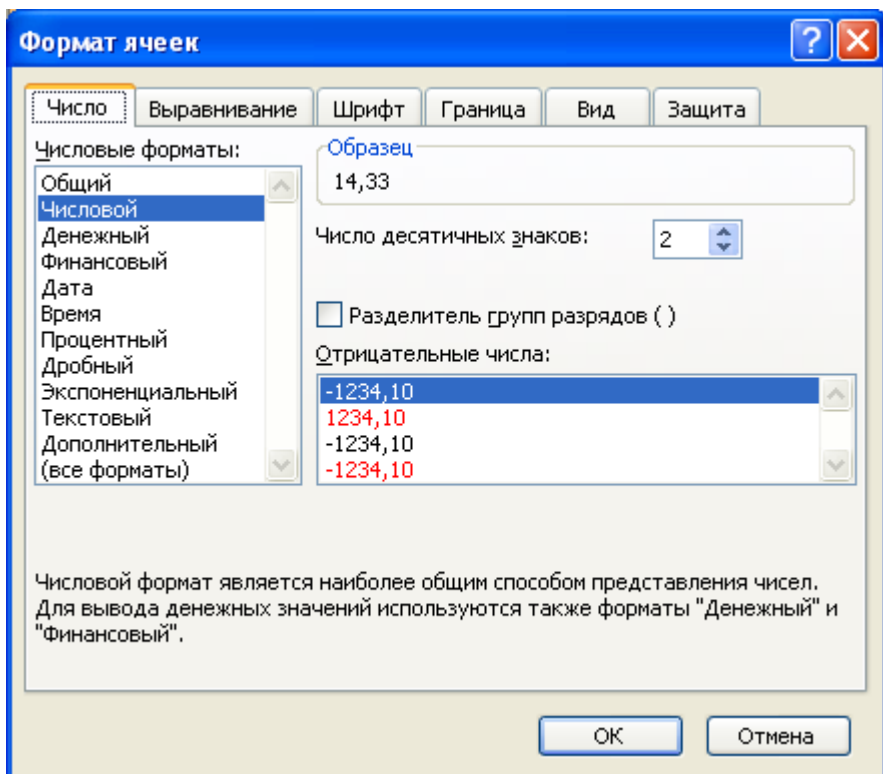 Формат ячеек
Число Выравнивание Шрифт Граница Вид Защита
Числовые форматы:
Общий
Числовой
Денежный
Финансовый
Дата
Время
Процентный
Дробный
Экспоненциальный
Текстовый
Дополнительный
(все форматы)
Образец
14,33
Число десятичных знаков: 2
Разделитель групп разрядов ( )
Отрицательные числа:
-1234,10
1234,10
-1234,10
-1234,10
Числовой формат является наиболее общим способом представления чисел.
Для вывода денежных значений используются также форматы "Денежный" и
"Финансовый".
ОК Отмена